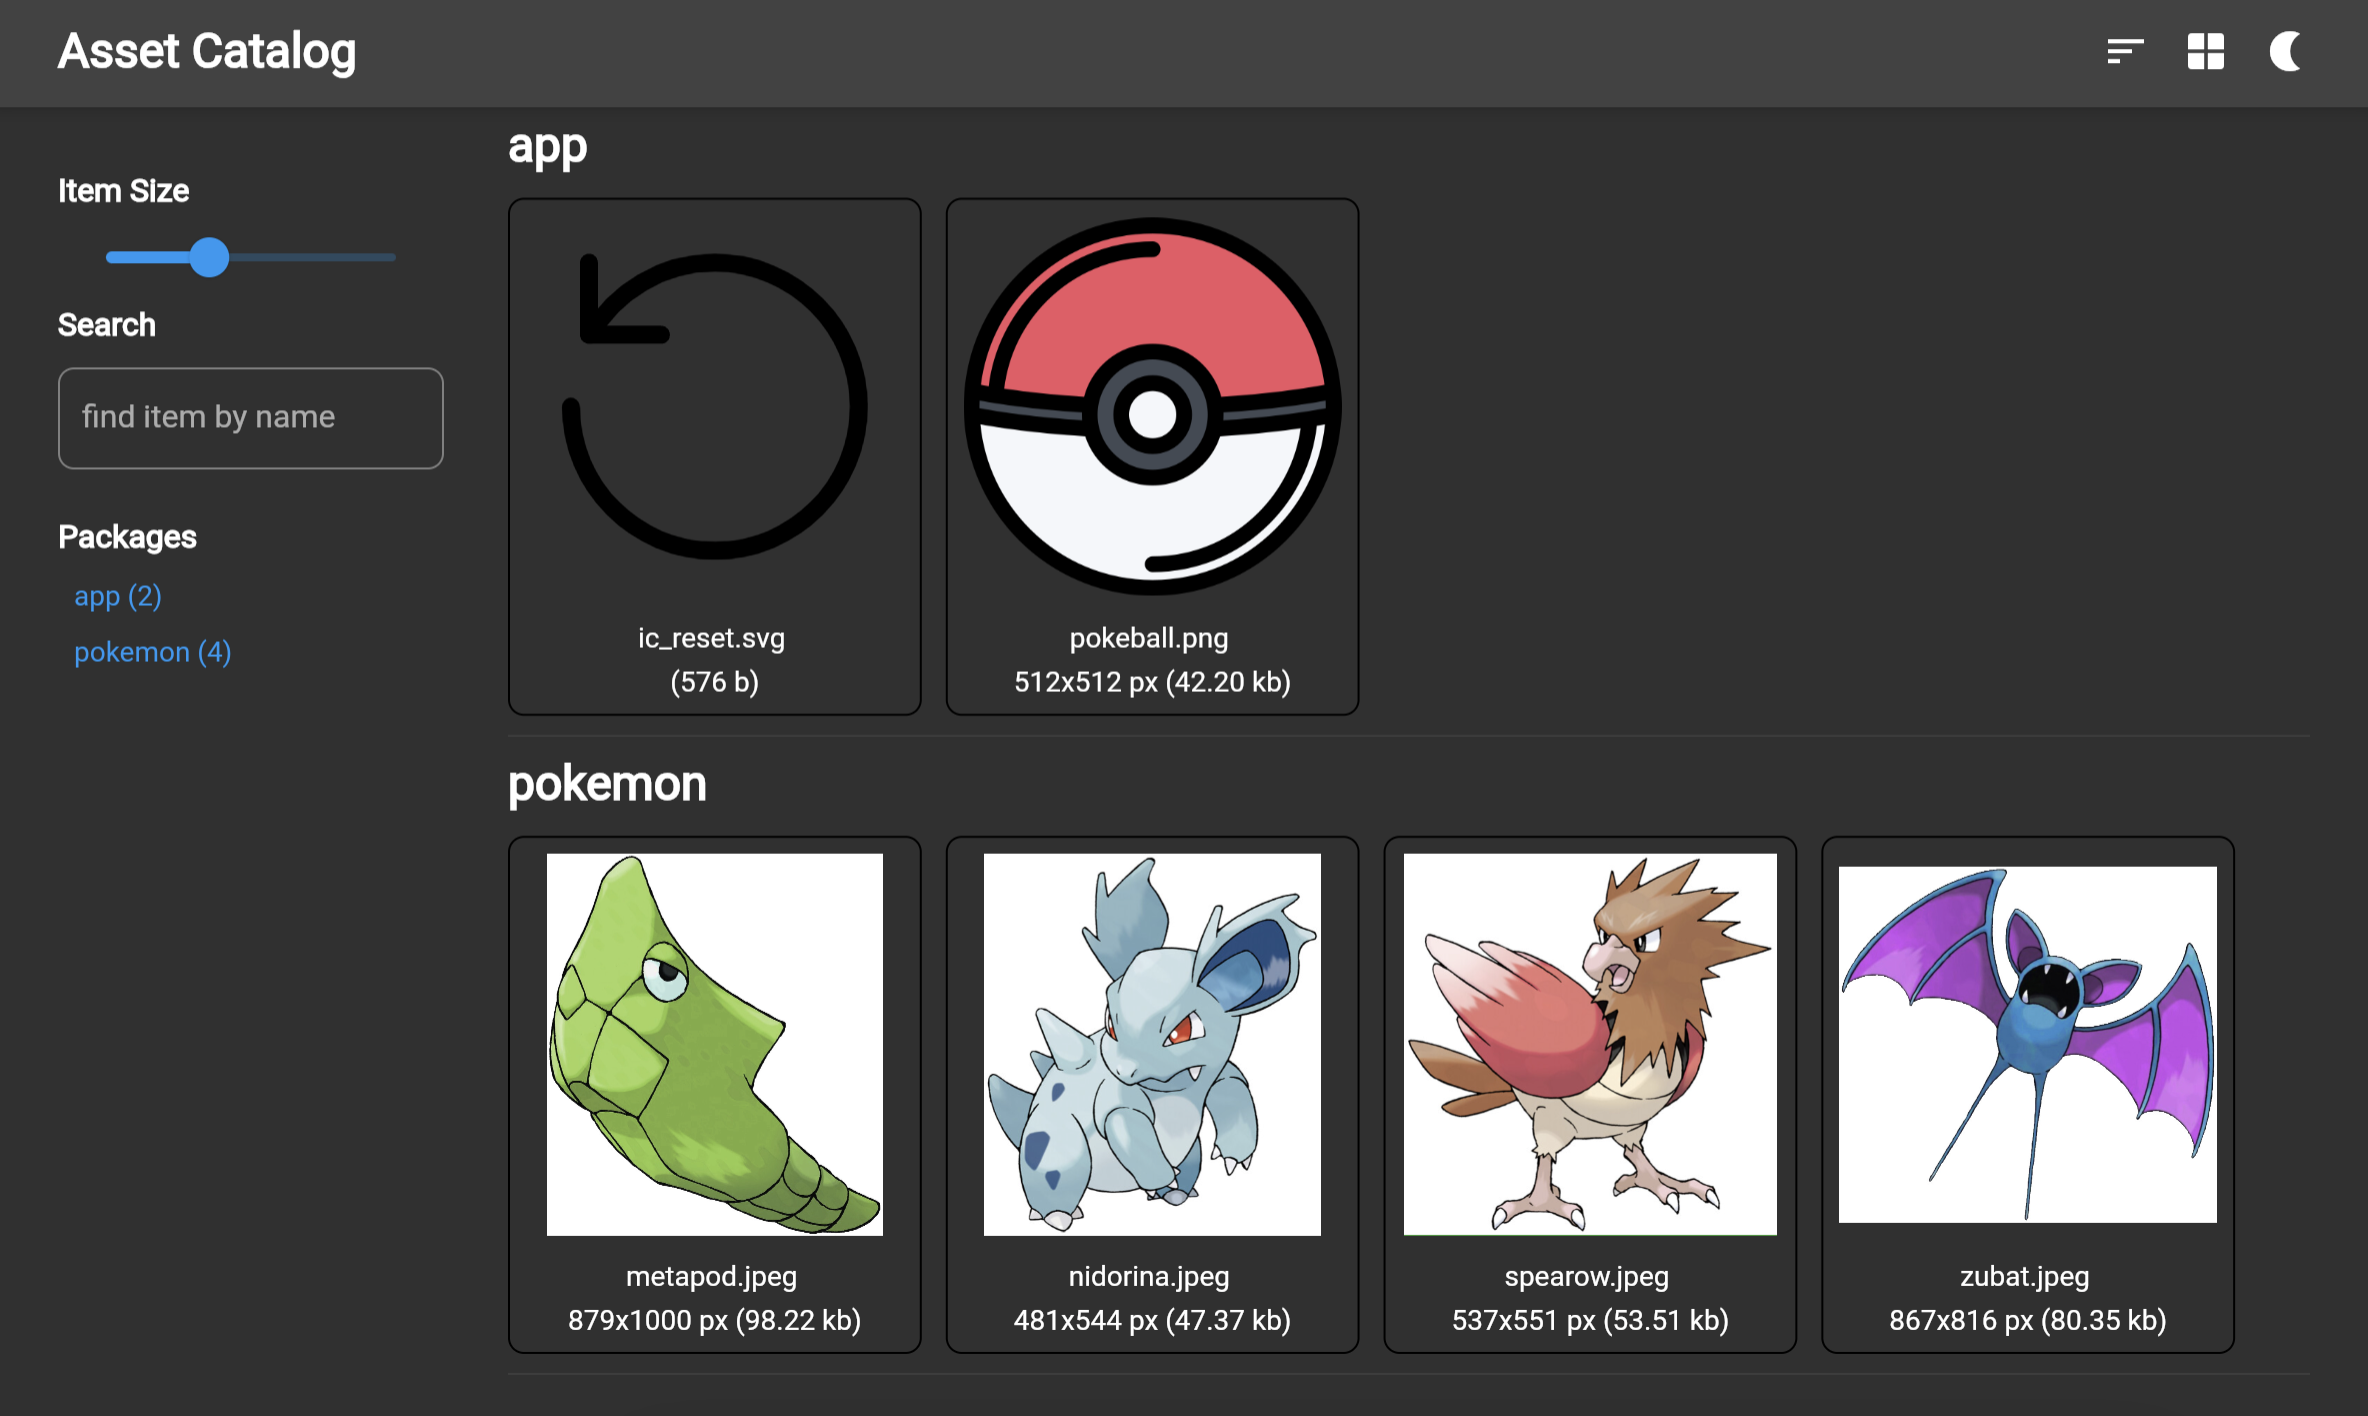 Asset Catalog
Item Size
Search
find item by name
Packages
app (2)
pokemon (4)
app
ic_reset.svg
(576 b)
pokeball.png
512x512 px (42.20 kb)
pokemon
metapod.jpeg
879x1000 px (98.22 kb)
nidorina.jpeg
481x544 px (47.37 kb)
spearow.jpeg
537x551 px (53.51 kb)
zubat.jpeg
867x816 px (80.35 kb)